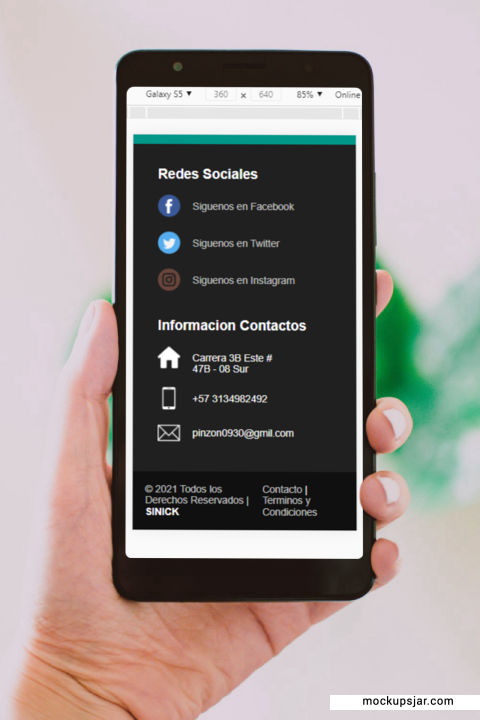 Galaxy S5 ▼ 360 × 640 85% ▼ Online
Redes Sociales
Siguenos en Facebook
Siguenos en Twitter
Siguenos en Instagram
Informacion Contactos
Carrera 3B Este #
47B - 08 Sur
+57 3134982492
pinzon0930@gmil.com
© 2021 Todos los
Derechos Reservados |
SINICK
Contacto |
Terminos y
Condiciones
mockupsjar.com